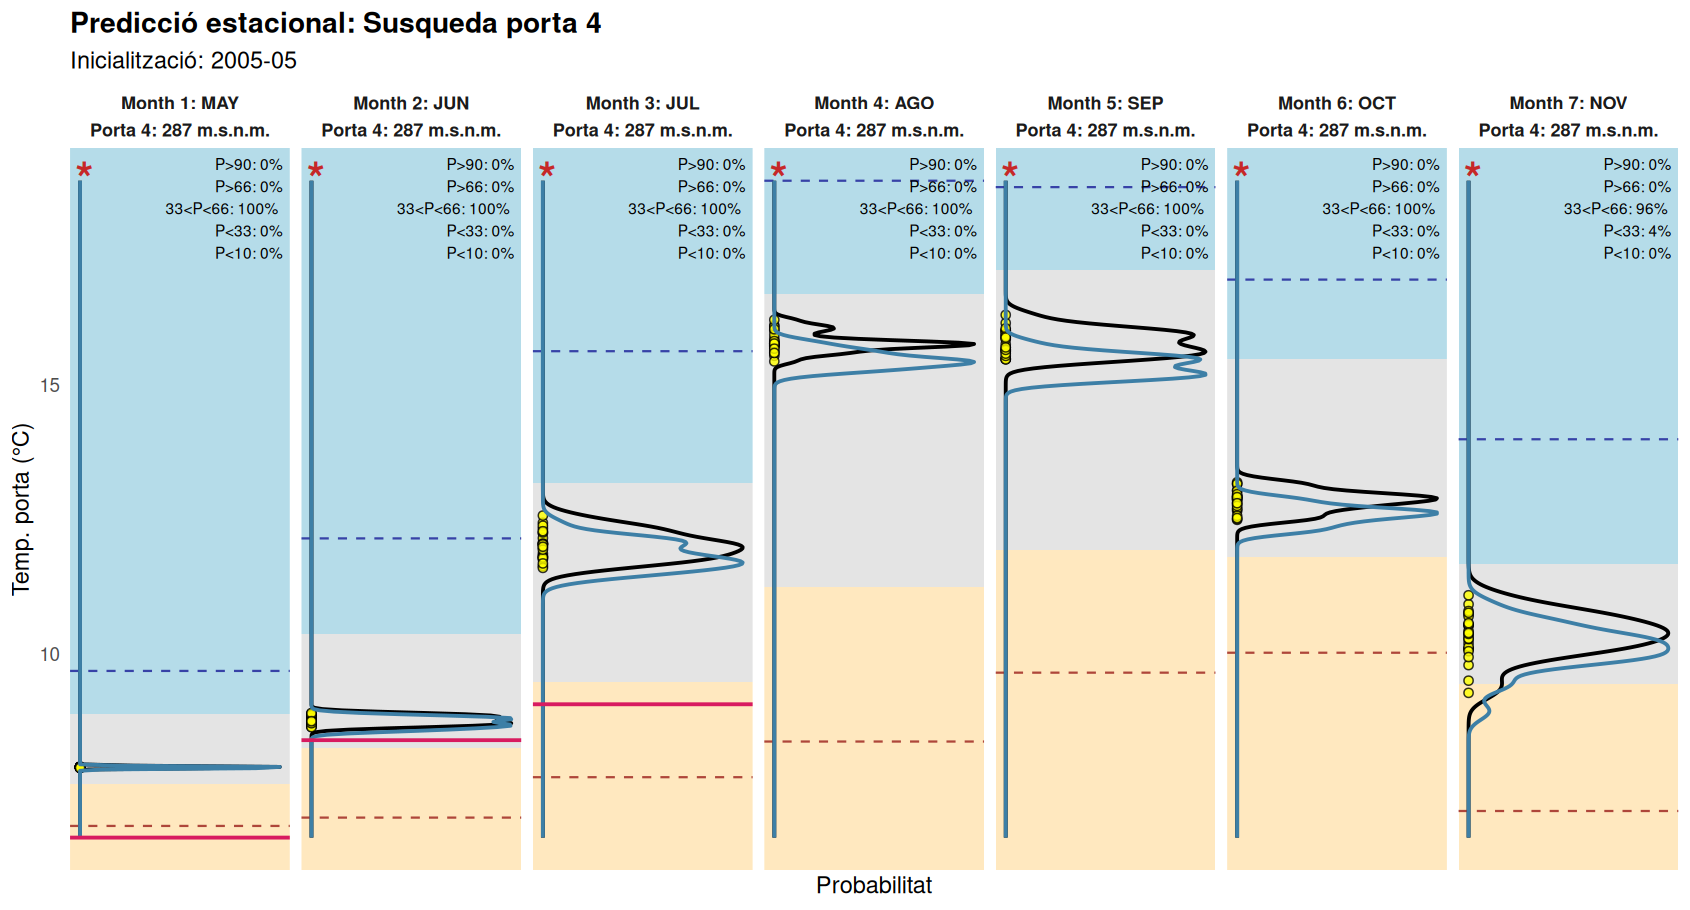 Predicció estacional: Susqueda porta 4
Inicialització: 2005-05
Month 1: MAY
Porta 4: 287 m.s.n.m.
Month 2: JUN
Porta 4: 287 m.s.n.m.
Month 3: JUL
Porta 4: 287 m.s.n.m.
Month 4: AGO
Porta 4: 287 m.s.n.m.
Month 5: SEP
Porta 4: 287 m.s.n.m.
Month 6: OCT
Porta 4: 287 m.s.n.m.
Month 7: NOV
Porta 4: 287 m.s.n.m.
*
P>90: 0%
P>66: 0%
33<P<66: 100%
P<33: 0%
P<10: 0%
*
P>90: 0%
P>66: 0%
33<P<66: 100%
P<33: 0%
P<10: 0%
*
P>90: 0%
P>66: 0%
33<P<66: 100%
P<33: 0%
P<10: 0%
*
P>90: 0%
P>66: 0%
33<P<66: 100%
P<33: 0%
P<10: 0%
*
P>90: 0%
P>66: 0%
33<P<66: 100%
P<33: 0%
P<10: 0%
*
P>90: 0%
P>66: 0%
33<P<66: 100%
P<33: 0%
P<10: 0%
*
P>90: 0%
P>66: 0%
33<P<66: 96%
P<33: 4%
P<10: 0%
15
10
Temp. porta (°C)
Probabilitat